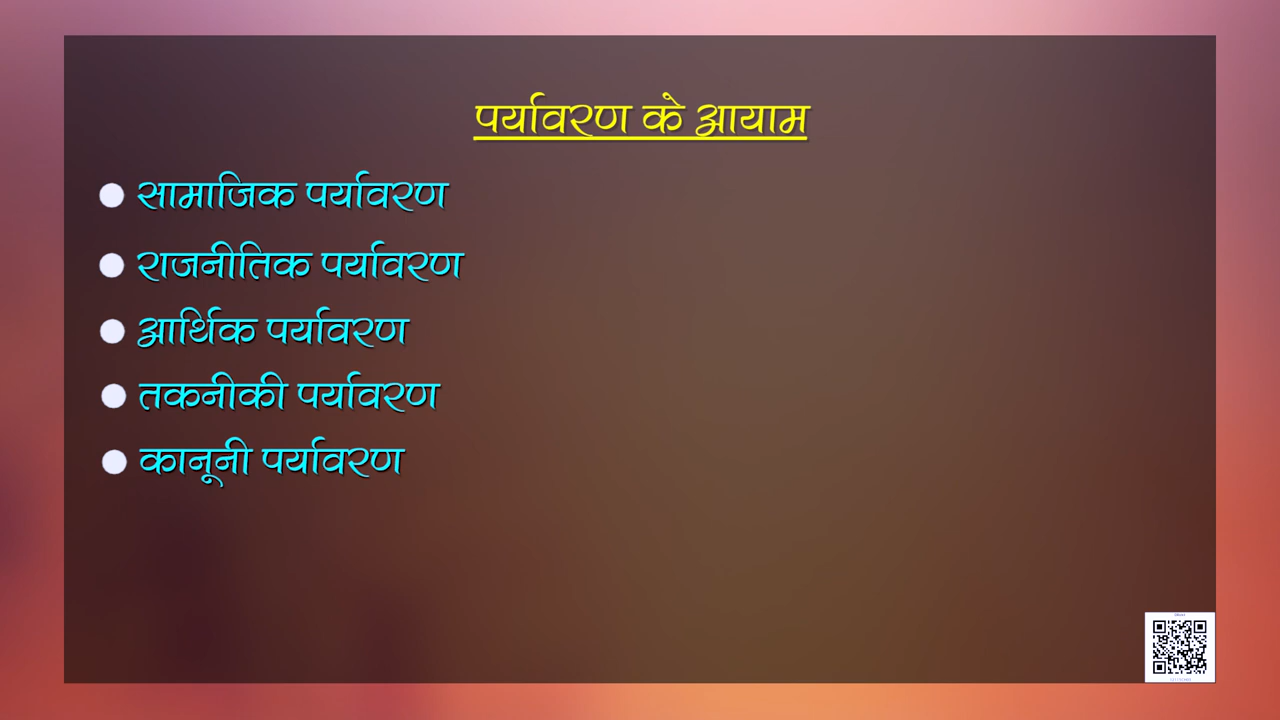 पर्यावरण के आयाम
सामाजिक पर्यावरण
राजनीतिक पर्यावरण
आर्थिक पर्यावरण
तकनीकी पर्यावरण
कानूनी पर्यावरण